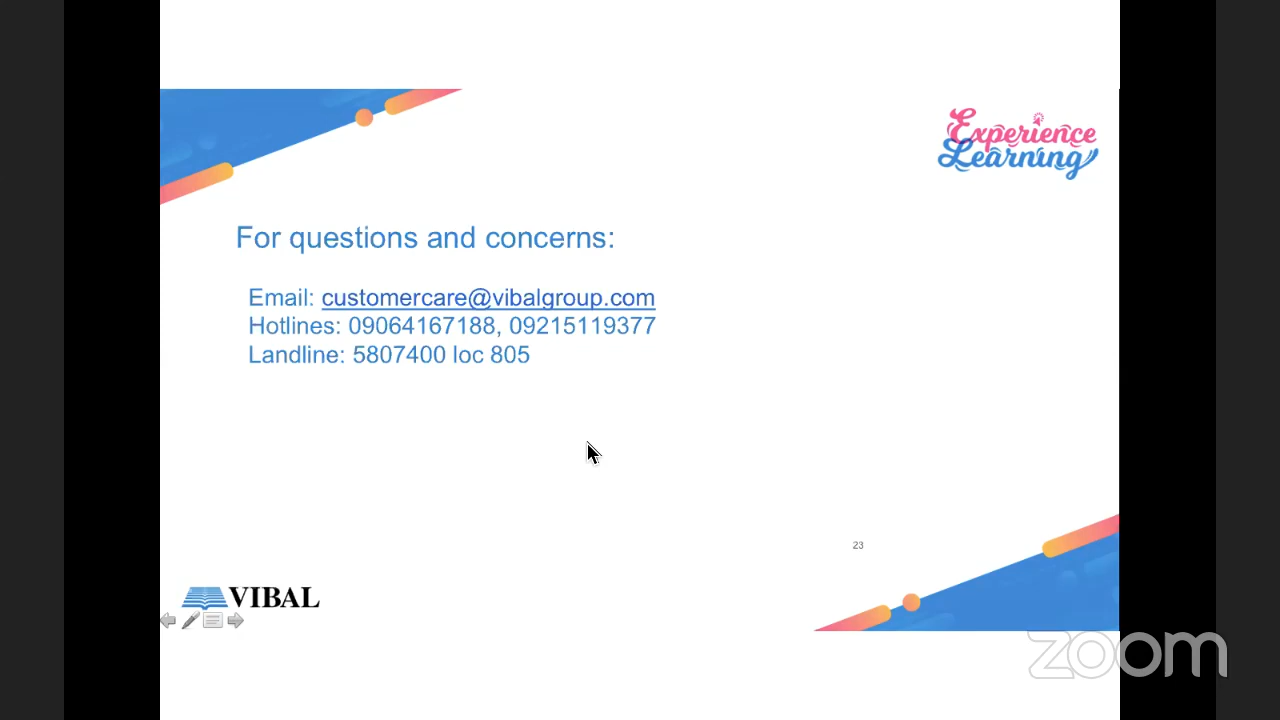 Experience
Learning
For questions and concerns:
Email: customercare@vibalgroup.com
Hotlines: 09064167188, 09215119377
Landline: 5807400 loc 805
23
VIBAL
zoom